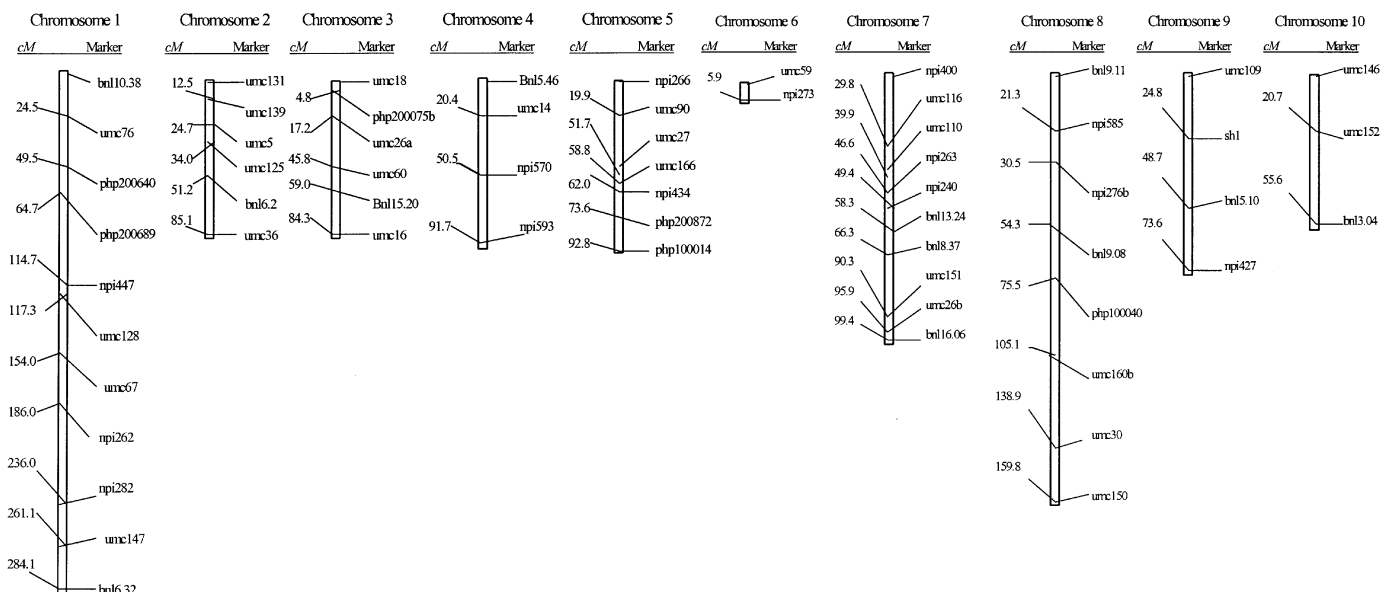 Chromosome 1
cM Marker
bnl10.38
24.5
umc76
49.5
php200640
64.7
php200689
114.7
npi447
117.3
umc128
154.0
umc67
186.0
npi262
236.0
npi282
261.1
umc147
284.1
bnl6.32
Chromosome 2
cM Marker
12.5
umc131
umc139
24.7
umc5
34.0
umc125
51.2
bnl6.2
85.1
umc36
Chromosome 3
cM Marker
umc18
4.8
php200075b
17.2
umc26a
45.8
umc60
59.0
Bnl15.20
84.3
umc16
Chromosome 4
cM Marker
Bnl5.46
20.4
umc14
50.5
npi570
91.7
npi593
Chromosome 5
cM Marker
npi266
19.9
umc90
51.7
umc27
58.8
umc166
62.0
npi434
73.6
php200872
92.8
php100014
Chromosome 6
cM Marker
5.9
umc59
npi273
Chromosome 7
cM Marker
npi400
29.8
umc116
39.9
umc110
46.6
npi263
49.4
npi240
58.3
bnl13.24
66.3
bnl8.37
90.3
umc151
95.9
umc26b
99.4
bnl16.06
Chromosome 8
cM Marker
bnl9.11
21.3
npi585
30.5
npi276b
54.3
bnl9.08
75.5
php100040
105.1
umc160b
138.9
umc30
159.8
umc150
Chromosome 9
cM Marker
umc109
24.8
sh1
48.7
bnl5.10
73.6
npi427
Chromosome 10
cM Marker
umc146
20.7
umc152
55.6
bnl3.04